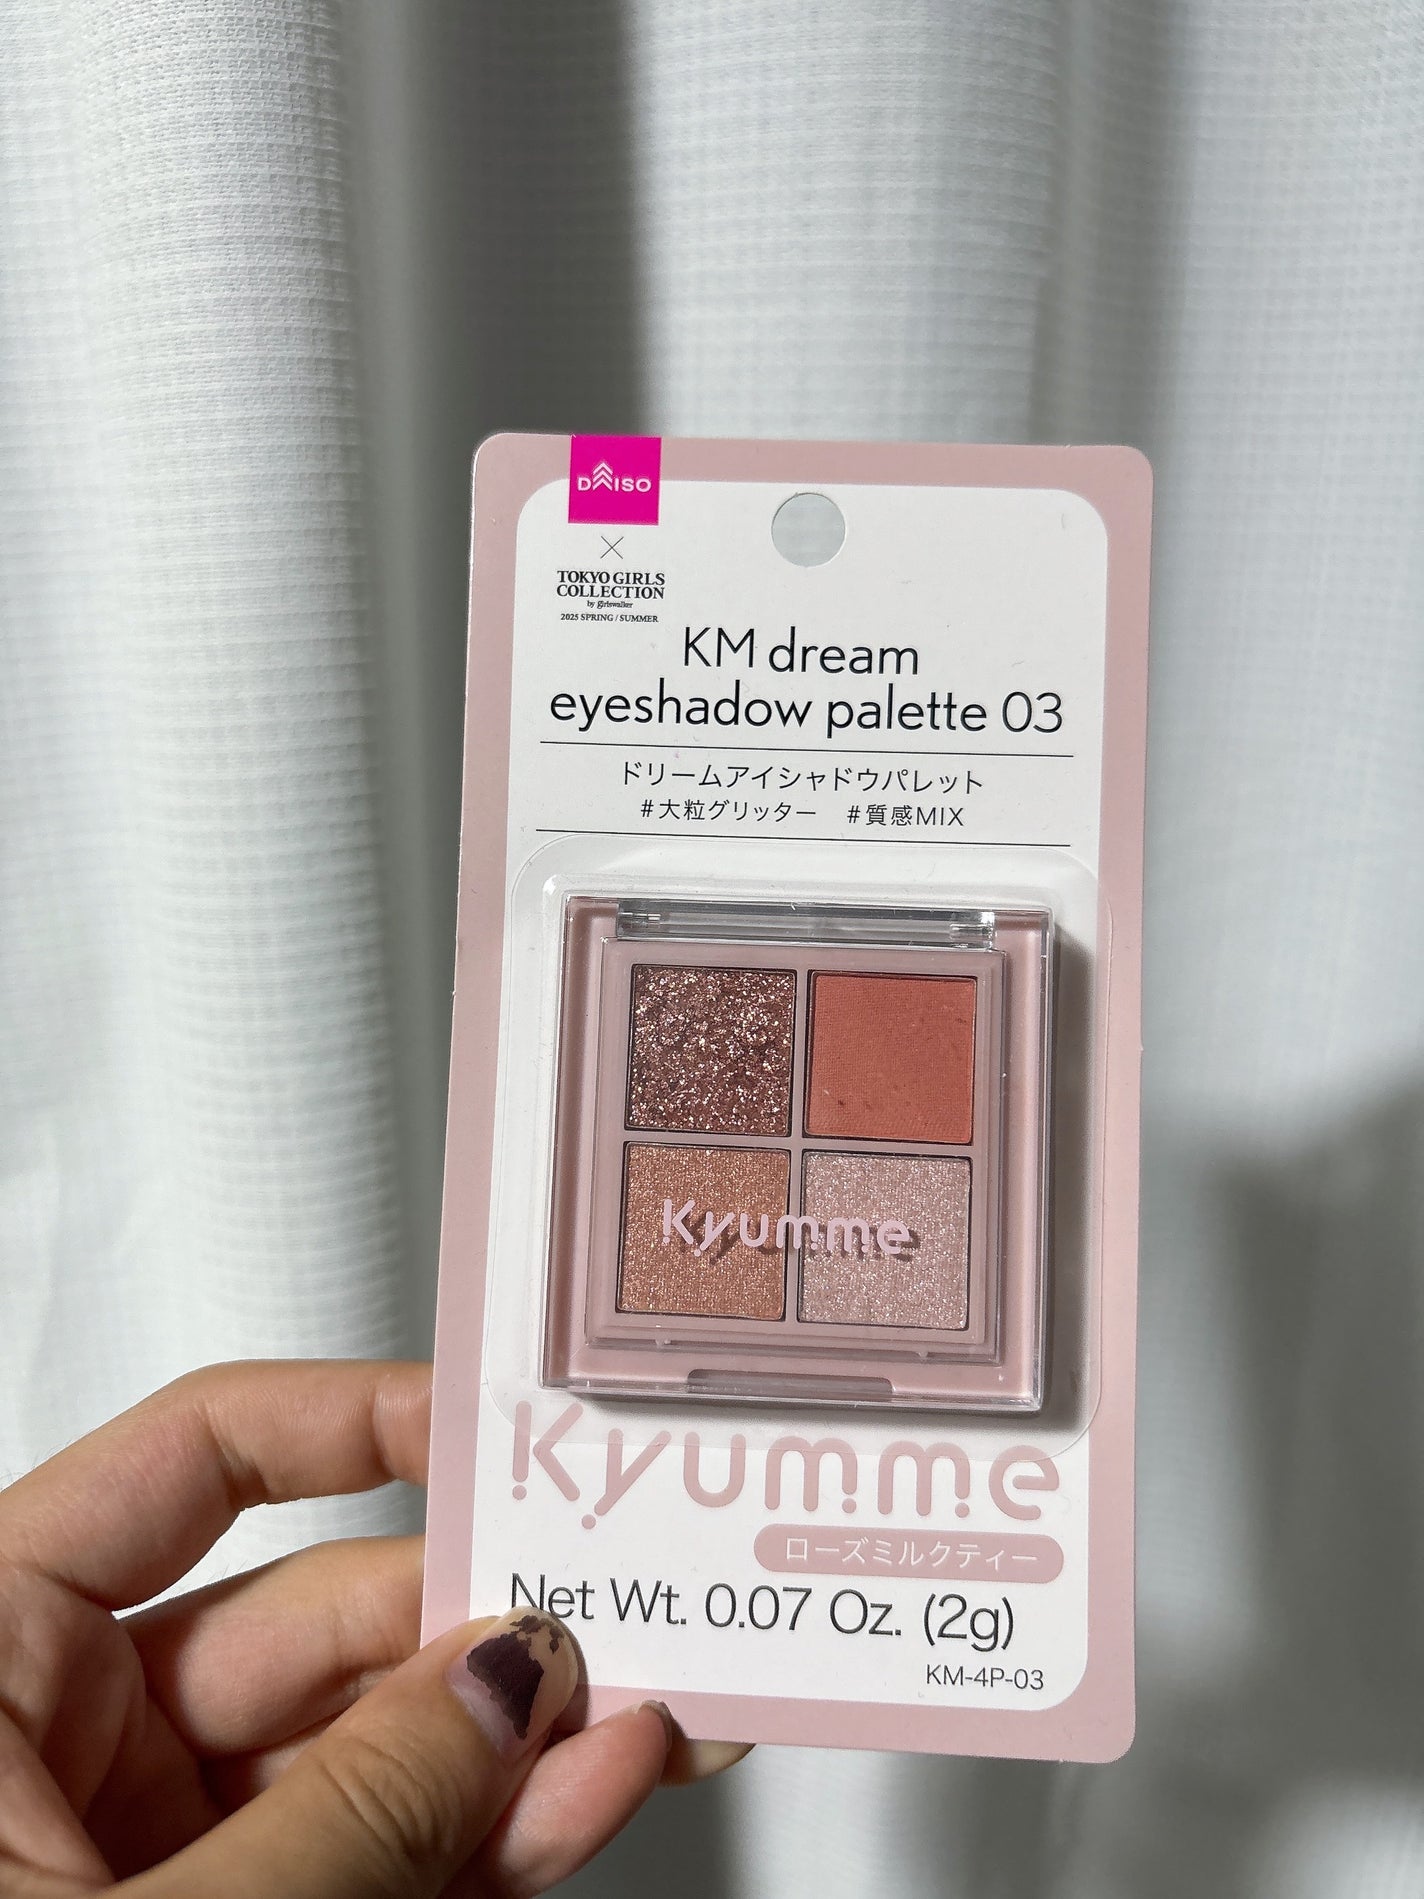 DAISO
×
TOKYO GIRLS
COLLECTION
by girlswalker
2025 SPRING / SUMMER
KM dream
eyeshadow palette 03
ドリームアイシャドウパレット
#大粒グリッター #質感MIX
Kyumme
Kyumme
ローズミルクティー
Net Wt. 0.07 Oz. (2g)
KM-4P-03